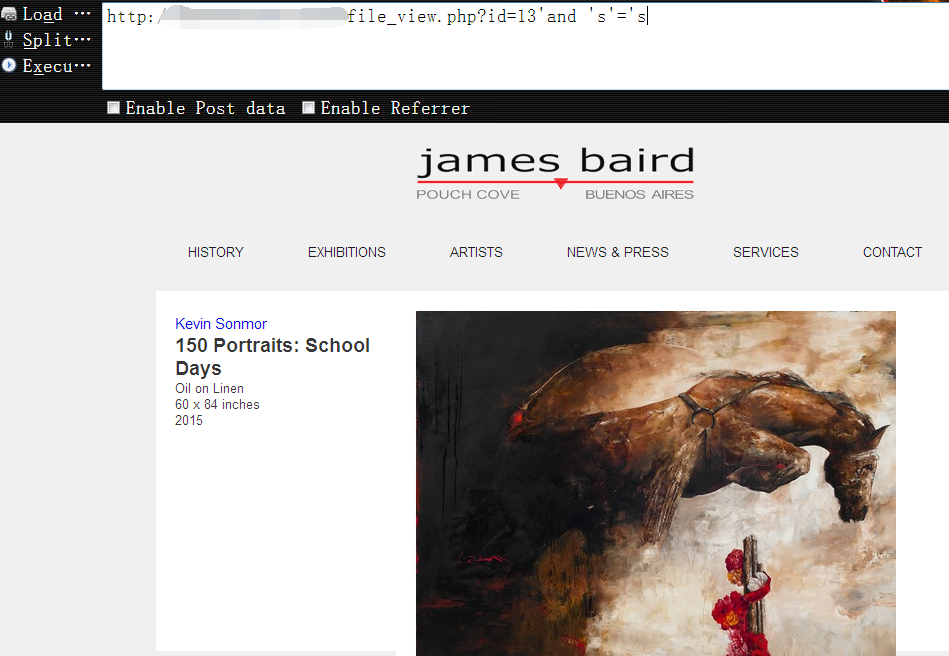 Load ...
http:/file_view.php?id=13'and 's'='s
Split...
Execu...
Enable Post data Enable Referrer
james baird
POUCH COVE BUENOS AIRES
HISTORY EXHIBITIONS ARTISTS NEWS & PRESS SERVICES CONTACT
Kevin Sonmor
150 Portraits: School
Days
Oil on Linen
60 x 84 inches
2015